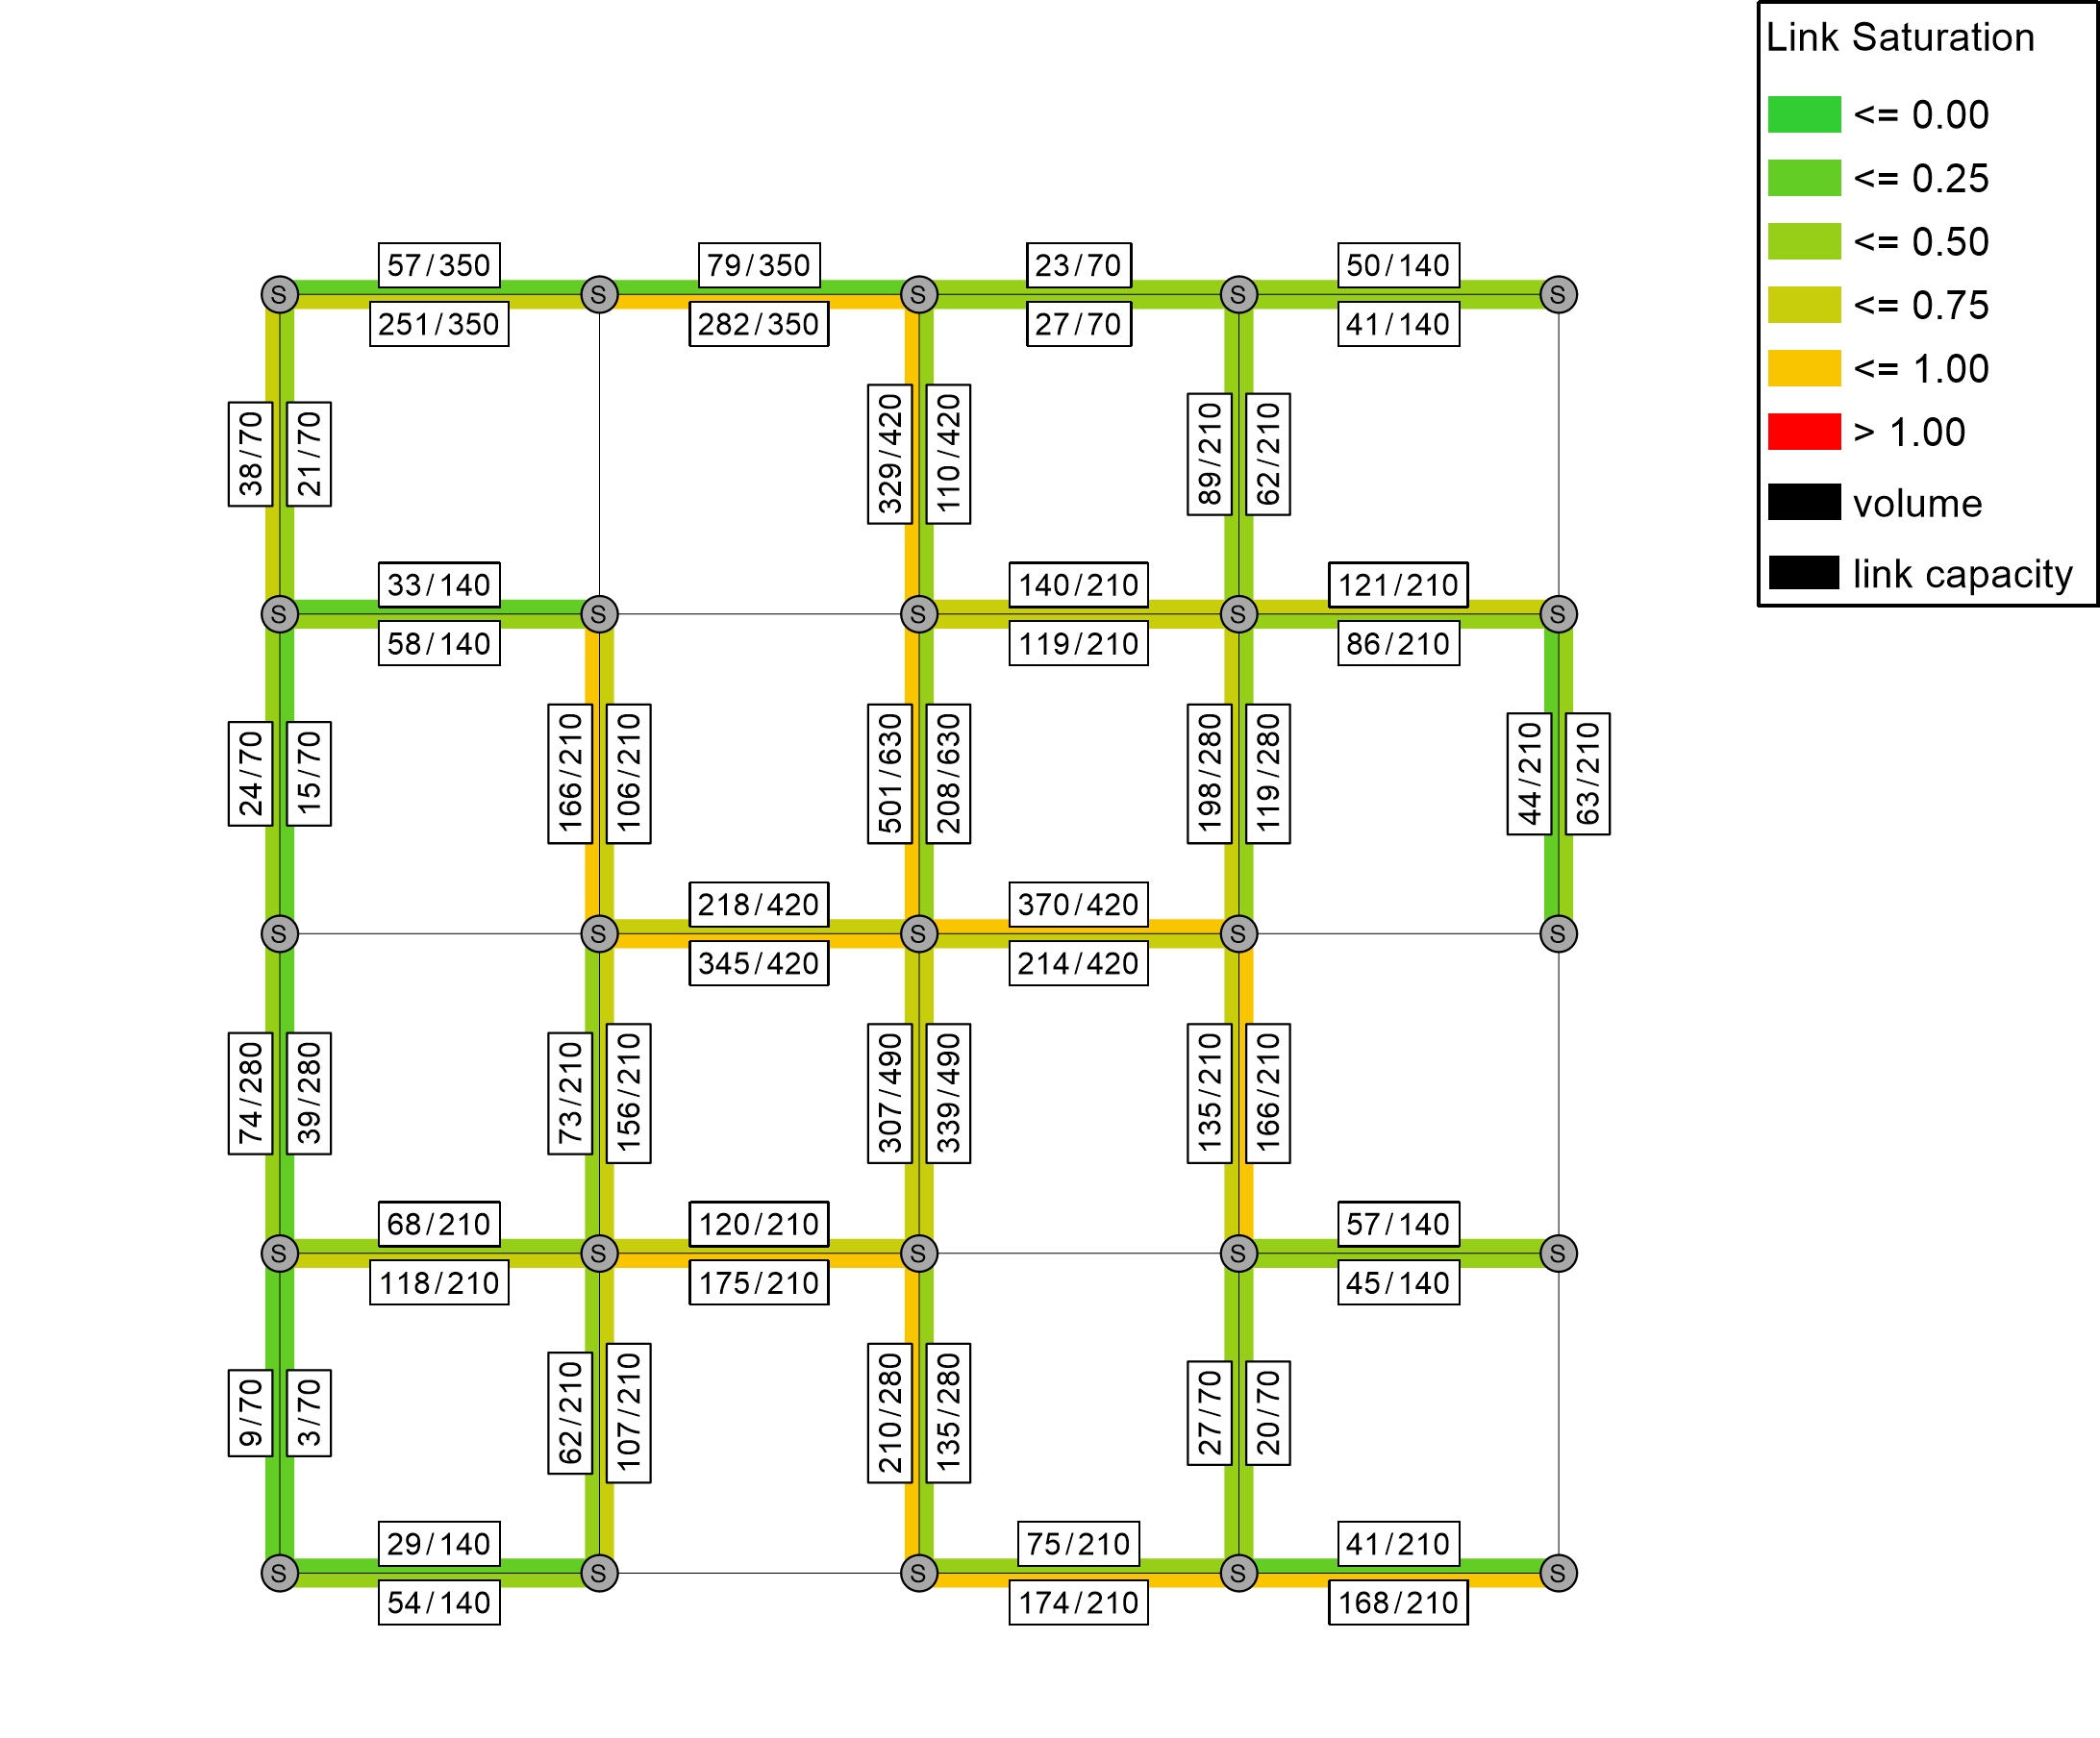 Link Saturation
<= 0.00
<= 0.25
<= 0.50
<= 0.75
<= 1.00
> 1.00
volume
link capacity
57/350
79/350
23/70
50/140
S
S
S
S
S
251/350
282/350
27/70
41/140
38/70
21/70
329/420
110/420
89/210
62/210
33/140
140/210
121/210
S
S
S
S
S
58/140
119/210
86/210
24/70
15/70
166/210
106/210
501/630
208/630
198/280
119/280
44/210
63/210
218/420
370/420
S
S
S
S
S
345/420
214/420
74/280
39/280
73/210
156/210
307/490
339/490
135/210
166/210
68/210
120/210
57/140
S
S
S
S
S
118/210
175/210
45/140
9/70
3/70
62/210
107/210
210/280
135/280
27/70
20/70
29/140
75/210
41/210
S
S
S
S
S
54/140
174/210
168/210